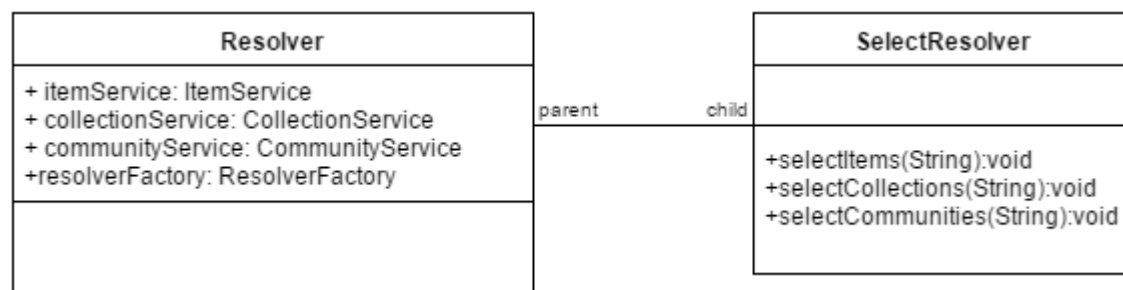 Resolver
+ itemService: ItemService
+ collectionService: CollectionService
+ communityService: CommunityService
+resolverFactory: ResolverFactory
parent
child
SelectResolver
+selectItems(String):void
+selectCollections(String):void
+selectCommunities(String):void